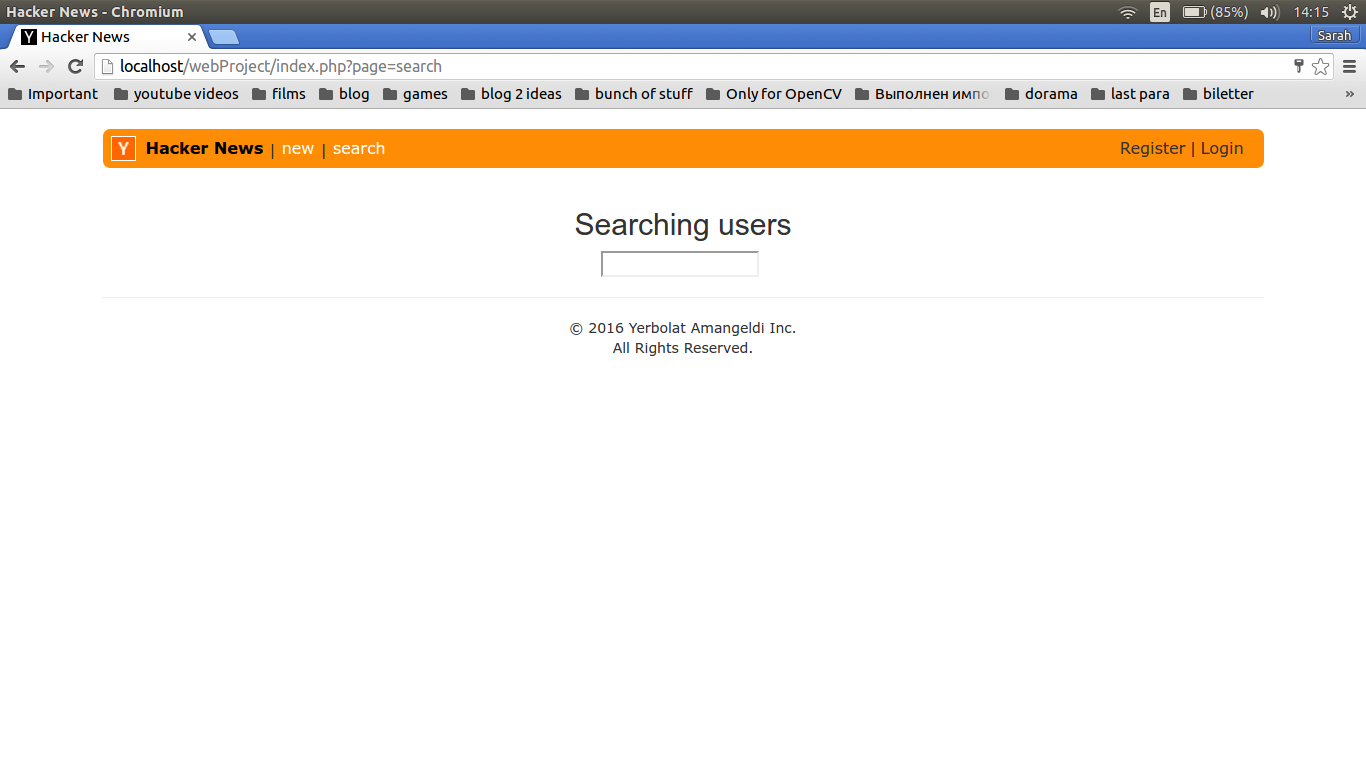 Hacker News - Chromium En (85%) 14:15
Y Hacker News Sarah
localhost/webProject/index.php?page=search
Important youtube videos films blog games blog 2 ideas bunch of stuff Only for OpenCV Выполнен импо dorama last para biletter »
Y Hacker News | new | search Register | Login
Searching users
© 2016 Yerbolat Amangeldi Inc.
All Rights Reserved.